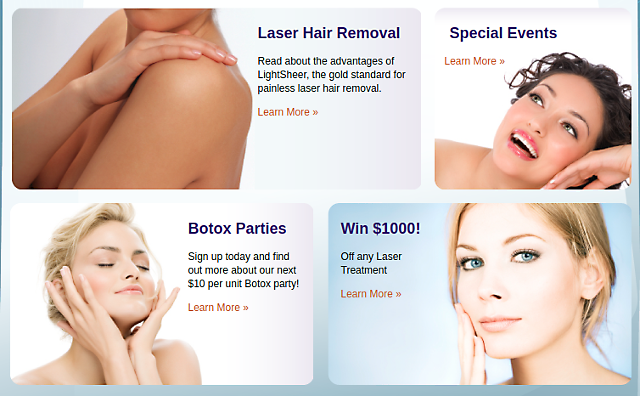 Laser Hair Removal
Read about the advantages of
LightSheer, the gold standard for
painless laser hair removal.
Learn More »
Special Events
Learn More »
Botox Parties
Sign up today and find
out more about our next
$10 per unit Botox party!
Learn More »
Win $1000!
Off any Laser
Treatment
Learn More »